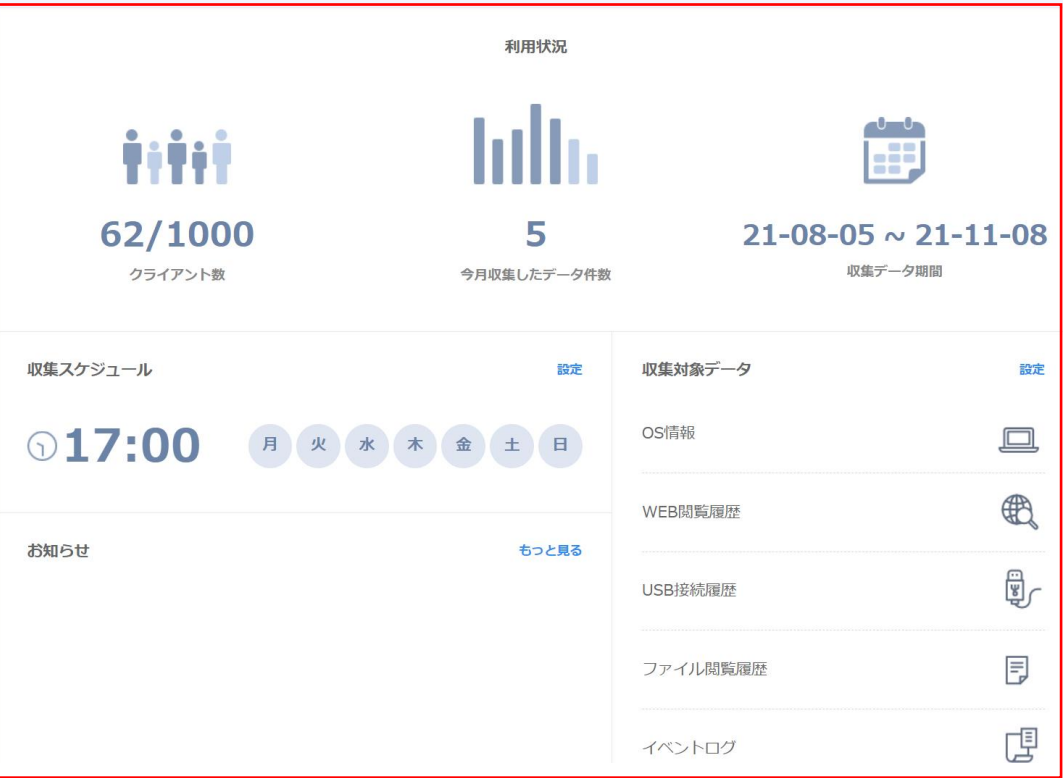 利用状況
62/1000
クライアント数
5
今月収集したデータ件数
21-08-05 ~ 21-11-08
収集データ期間
収集スケジュール 設定
17:00 月 火 水 木 金 土 日
お知らせ もっと見る
収集対象データ 設定
OS情報
WEB閲覧履歴
USB接続履歴
ファイル閲覧履歴
イベントログ